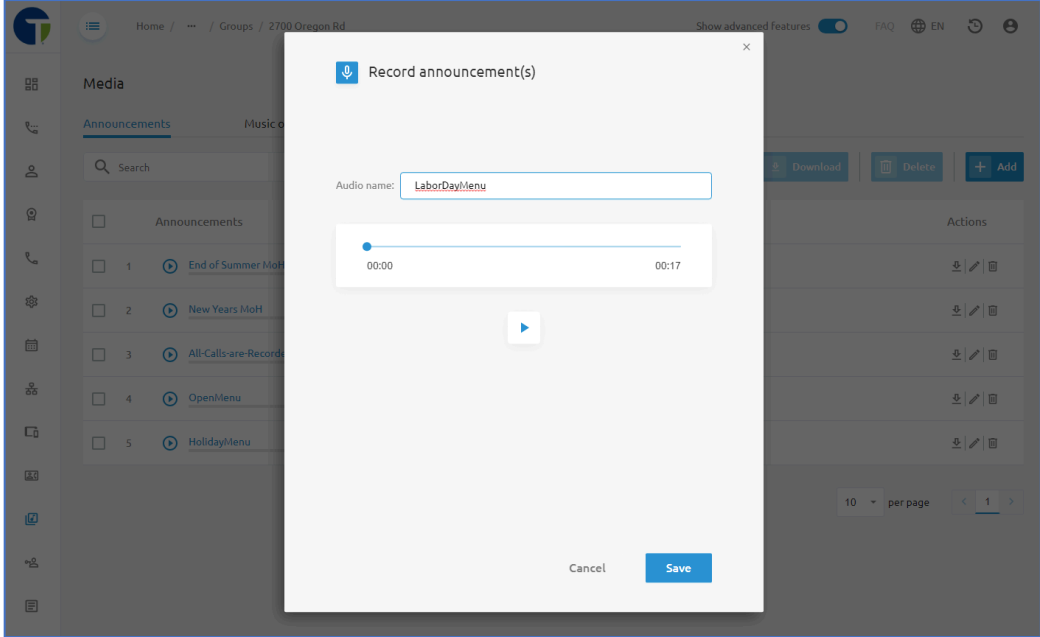 Home / ··· / Groups / 2700 Oregon Rd
Show advanced features
FAQ
EN
Media
Announcements
Music o
Search
Download
Delete
+ Add
Announcements
Actions
1 End of Summer MoH
2 New Years MoH
3 All-Calls-are-Recorde
4 OpenMenu
5 HolidayMenu
10 per page
< 1 >
×
Record announcement(s)
Audio name:
LaborDayMenu
00:00
00:17
Cancel
Save